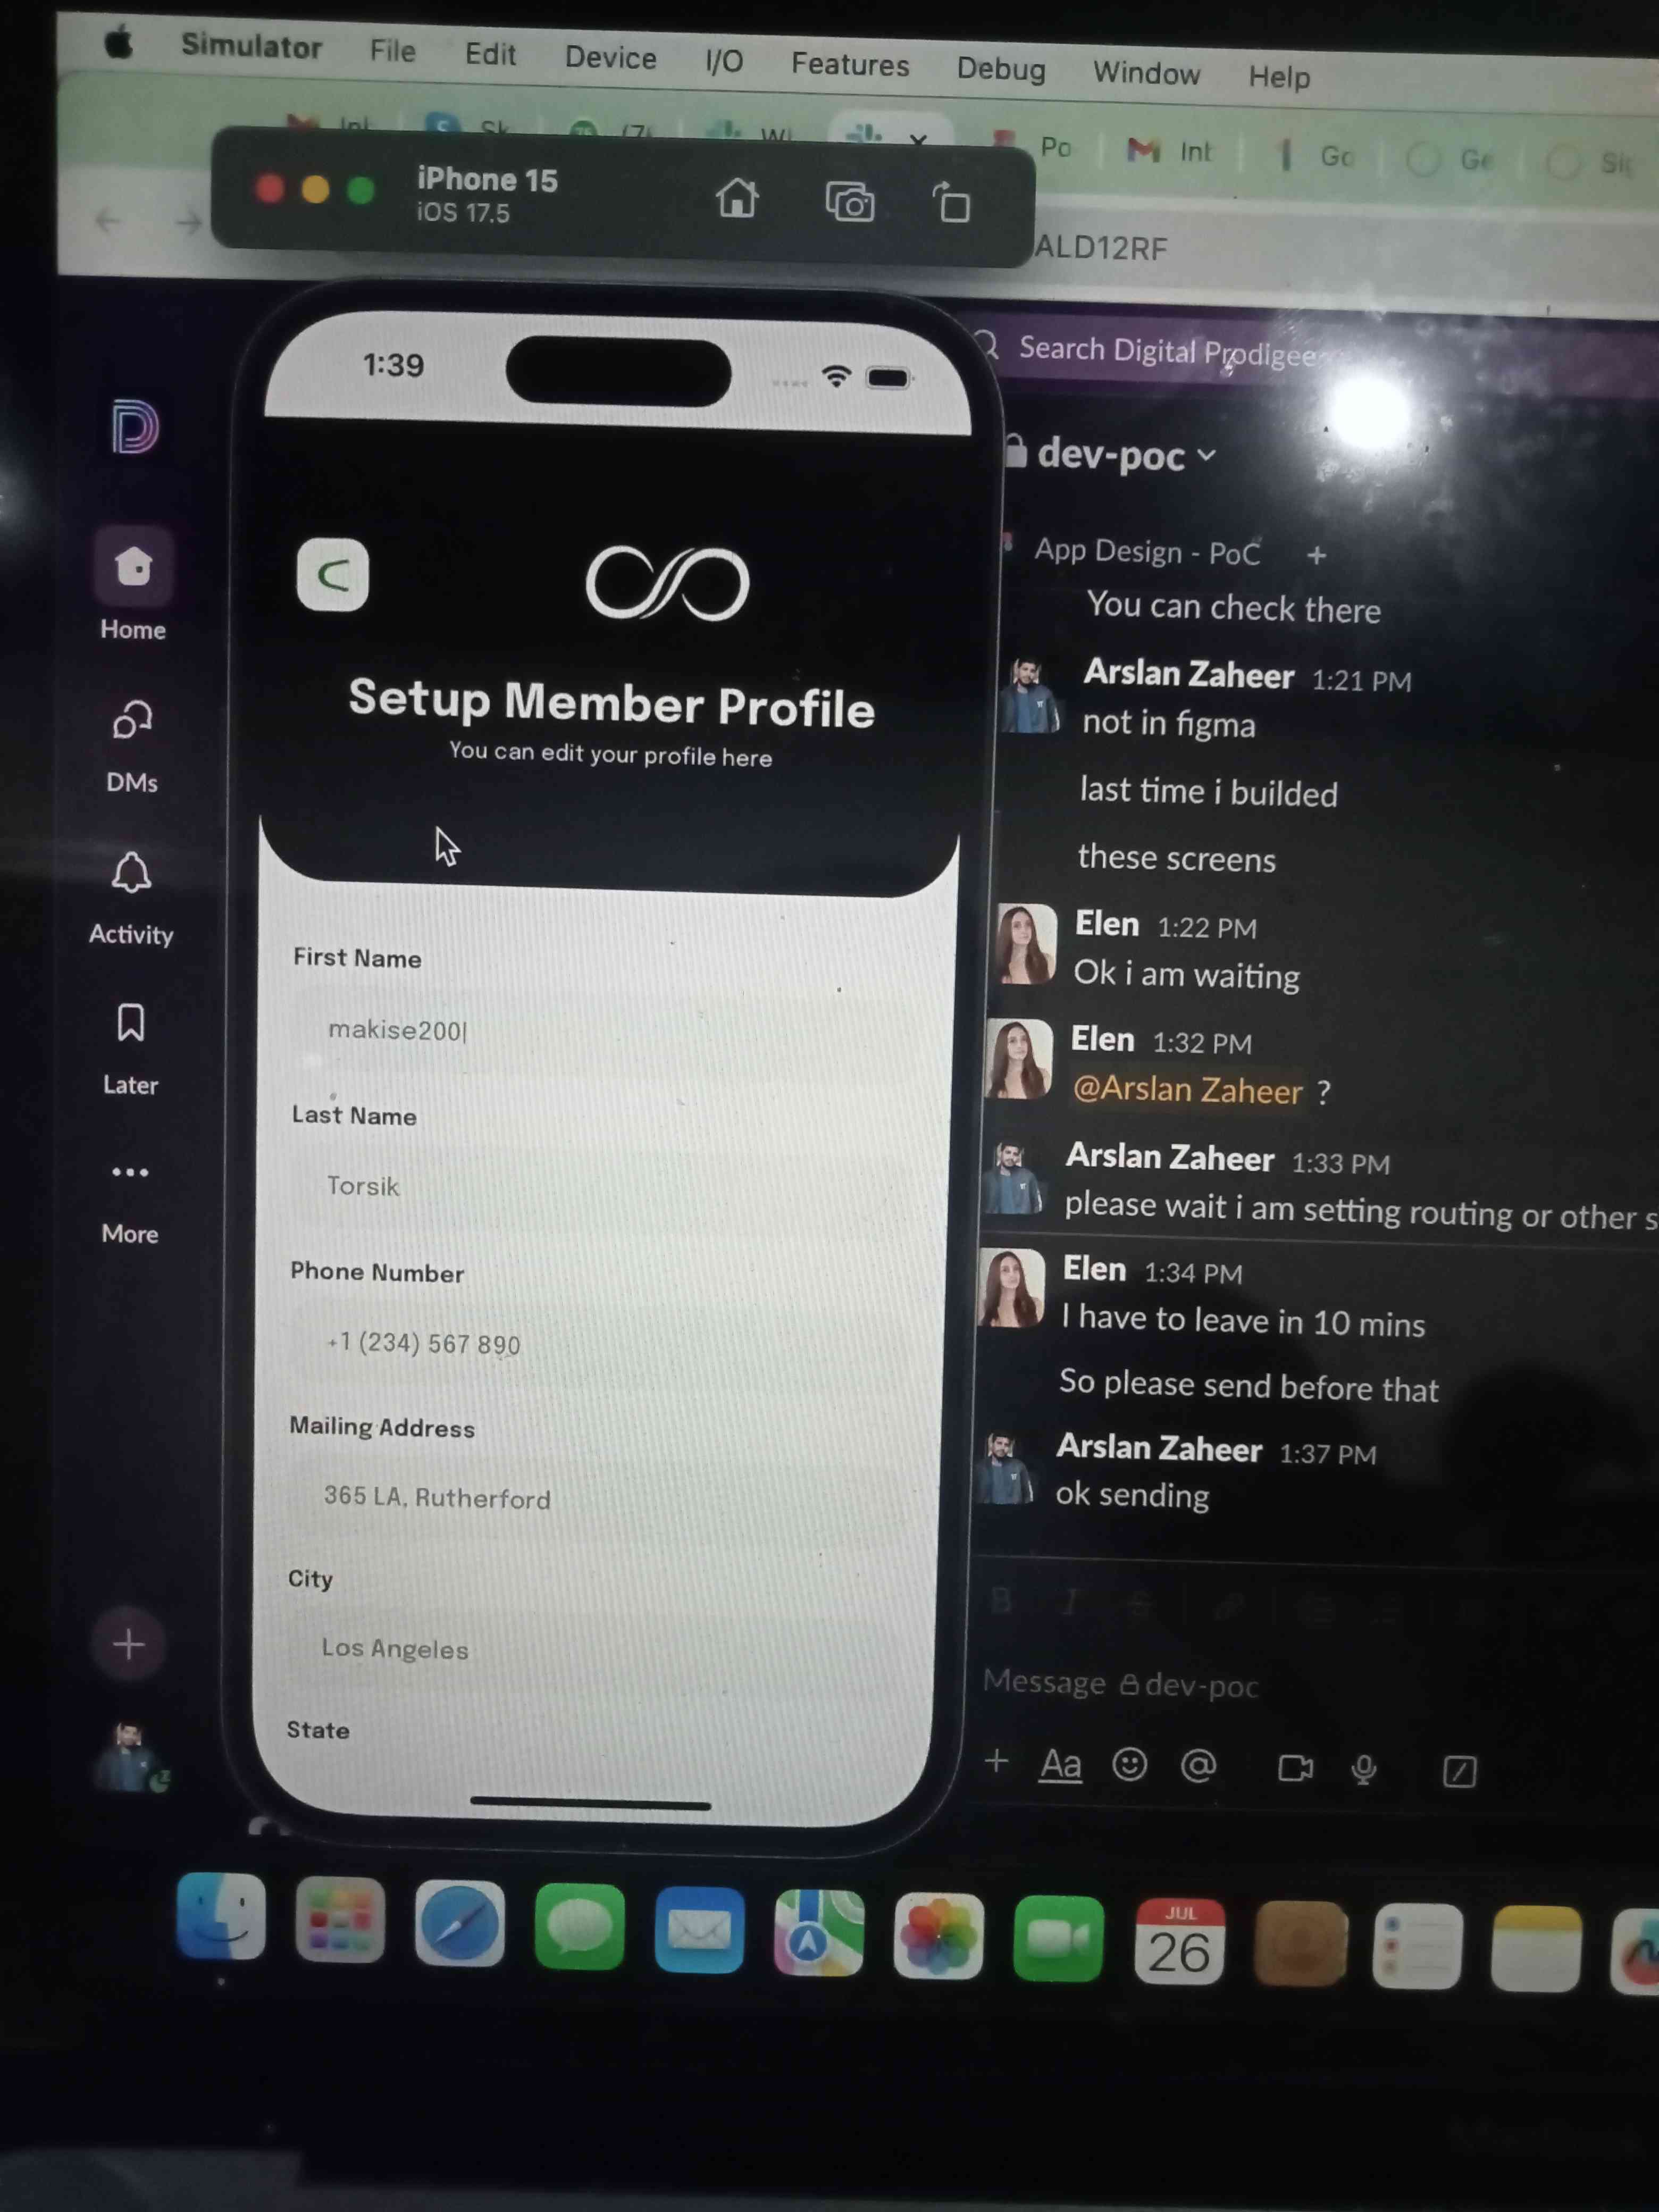 Simulator File Edit Device I/O Features Debug Window Help
Po Int Ge
iPhone 15
iOS 17.5
ALD12RF
1:39
Setup Member Profile
You can edit your profile here
First Name
makise200
Last Name
Torsik
Phone Number
+1 (234) 567 890
Mailing Address
365 LA, Rutherford
City
Los Angeles
State
Home
DMs
Activity
Later
More
Search Digital Prodigee
dev-poc
App Design - PoC +
You can check there
Arslan Zaheer 1:21 PM
not in figma
last time i builded
these screens
Elen 1:22 PM
Ok i am waiting
Elen 1:32 PM
@Arslan Zaheer ?
Arslan Zaheer 1:33 PM
please wait i am setting routing or other s
Elen 1:34 PM
I have to leave in 10 mins
So please send before that
Arslan Zaheer 1:37 PM
ok sending
B I S
Message dev-poc
+ Aa @
JUL
26